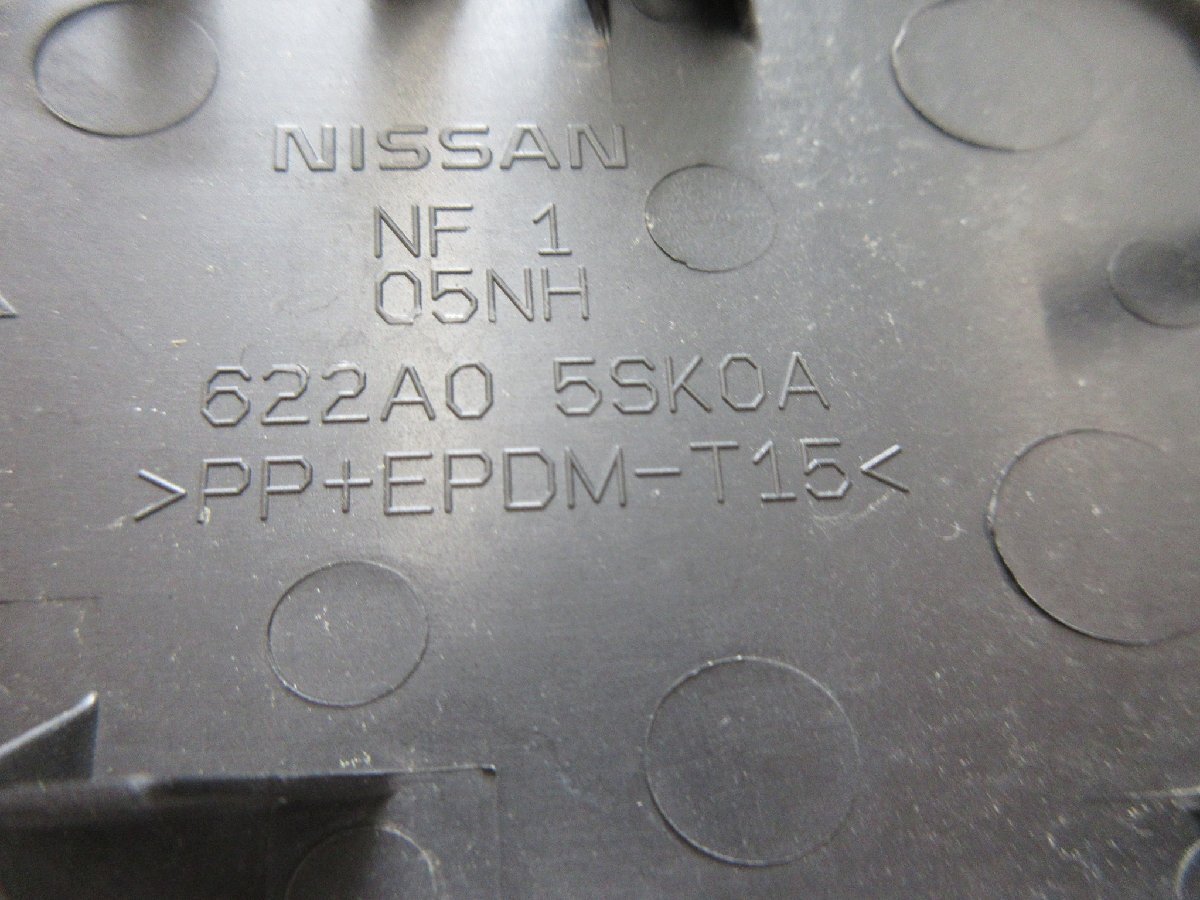 NISSAN
NF 1
05NH
622A0 5SK0A
>PP+EPDM-T15<